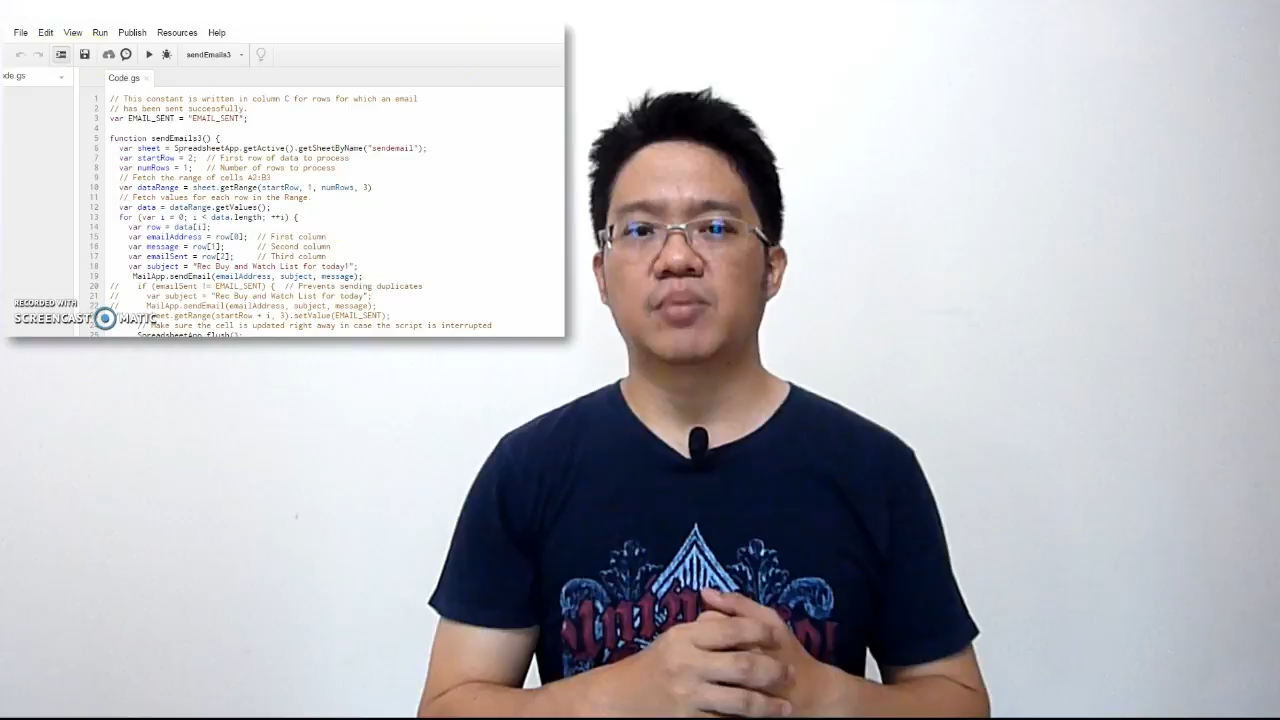 File Edit View Run Publish Resources Help
sendEmails3
ode.gs
Code.gs
1 // This constant is written in column C for rows for which an email
2 // has been sent successfully.
3 var EMAIL_SENT = "EMAIL_SENT";
4
5 function sendEmails3() {
6 var sheet = SpreadsheetApp.getActive().getSheetByName("sendemail");
7 var startRow = 2; // First row of data to process
8 var numRows = 1; // Number of rows to process
9 // Fetch the range of cells A2:B3
10 var dataRange = sheet.getRange(startRow, 1, numRows, 3)
11 // Fetch values for each row in the Range.
12 var data = dataRange.getValues();
13 for (var i = 0; i < data.length; ++i) {
14 var row = data[i];
15 var emailAddress = row[0]; // First column
16 var message = row[1]; // Second column
17 var emailSent = row[2]; // Third column
18 var subject = "Rec Buy and Watch List for today!";
19 MailApp.sendEmail(emailAddress, subject, message);
20 // if (emailSent != EMAIL_SENT) { // Prevents sending duplicates
21 // var subject = "Rec Buy and Watch List for today";
22 // MailApp.sendEmail(emailAddress, subject, message);
sheet.getRange(startRow + i, 3).setValue(EMAIL_SENT);
// Make sure the cell is updated right away in case the script is interrupted
25 SpreadsheetApp.flush();
RECORDED WITH
SCREENCAST MATIC